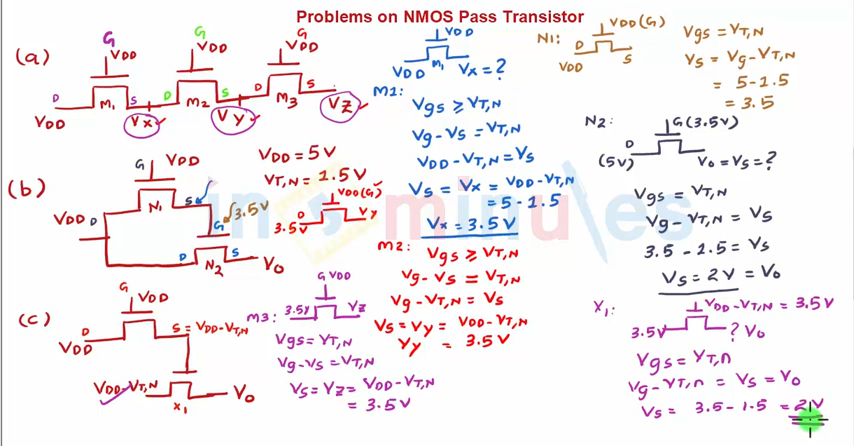 Problems on NMOS Pass Transistor
(a)
G G G
VDD VDD VDD
D S D S D S
M1 M2 M3
VDD Vx Vy Vz
VDD = 5V
VT,N = 1.5V
(b)
G VDD
VDD D N1 S
G 3.5V
D N2 S Vo
(c)
G VDD
D
VDD S = VDD-VT,N
VDD-VT,N X1 Vo
VDD
VDD M1 Vx = ?
M1:
Vgs ≥ VT,N
Vg-Vs = VT,N
VDD-VT,N = Vs
Vs = Vx = VDD-VT,N
= 5-1.5
Vx = 3.5V
VDD(G)
D
3.5V Vy
M2:
Vgs ≥ VT,N
Vg-Vs = VT,N
Vg-VT,N = Vs
Vs = Vy = VDD-VT,N
Vy = 3.5V
M3:
G VDD
3.5V Vz
Vgs = VT,N
Vg-Vs = VT,N
Vs = Vz = VDD-VT,N
= 3.5V
N1:
VDD(G)
D
VDD S
Vgs = VT,N
Vs = Vg-VT,N
= 5-1.5
= 3.5
N2:
G(3.5V)
D
(5V) Vo = Vs = ?
Vgs = VT,N
Vg-VT,N = Vs
3.5-1.5 = Vs
Vs = 2V = Vo
X1:
VDD-VT,N = 3.5V
3.5V ? Vo
Vgs = VT,n
Vg-VT,n = Vs = Vo
Vs = 3.5-1.5 = 2V